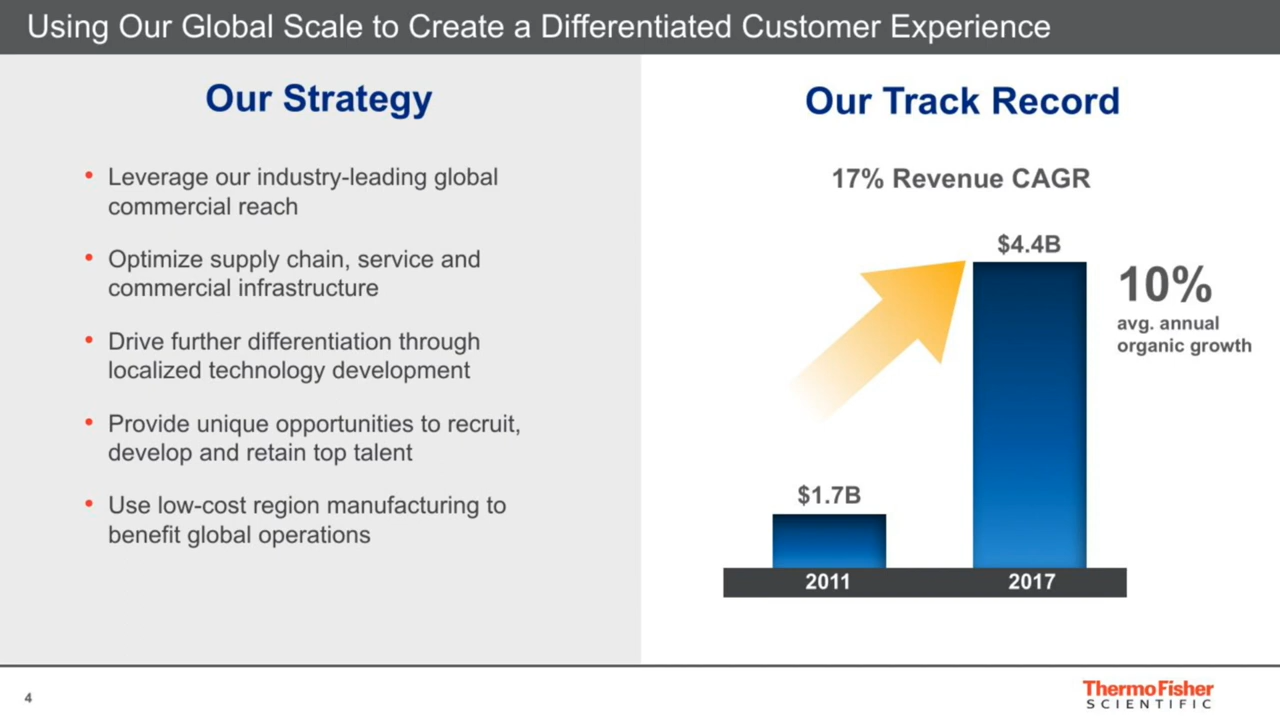 Using Our Global Scale to Create a Differentiated Customer Experience
Our Strategy
• Leverage our industry-leading global
commercial reach
• Optimize supply chain, service and
commercial infrastructure
• Drive further differentiation through
localized technology development
• Provide unique opportunities to recruit,
develop and retain top talent
• Use low-cost region manufacturing to
benefit global operations
Our Track Record
17% Revenue CAGR
$4.4B
10%
avg. annual
organic growth
$1.7B
2011
2017
4
ThermoFisher
SCIENTIFIC